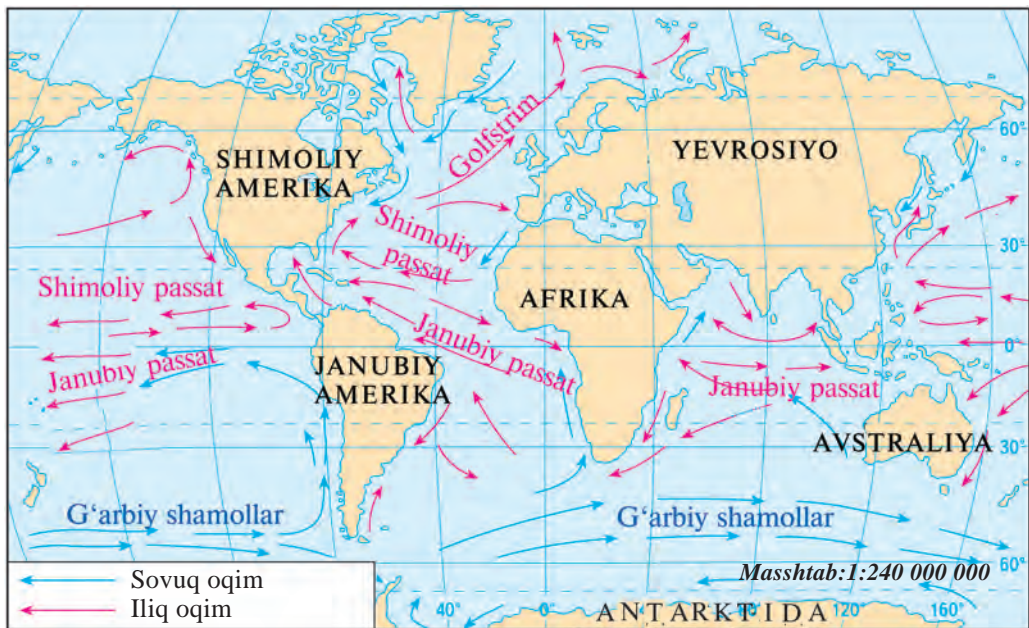 Golfstrim
60°
SHIMOLIY
AMERIKA
YEVROSIYO
Shimoliy
passat
30°
Shimoliy passat
AFRIKA
Janubiy passat
0°
Janubiy passat
JANUBIY
AMERIKA
Janubiy passat
AVSTRALIYA
30°
G‘arbiy shamollar
G‘arbiy shamollar
60°
Masshtab:1:240 000 000
Sovuq oqim
Iliq oqim
40° 0 40° 80° 120° 160°
ANTARKTIDA